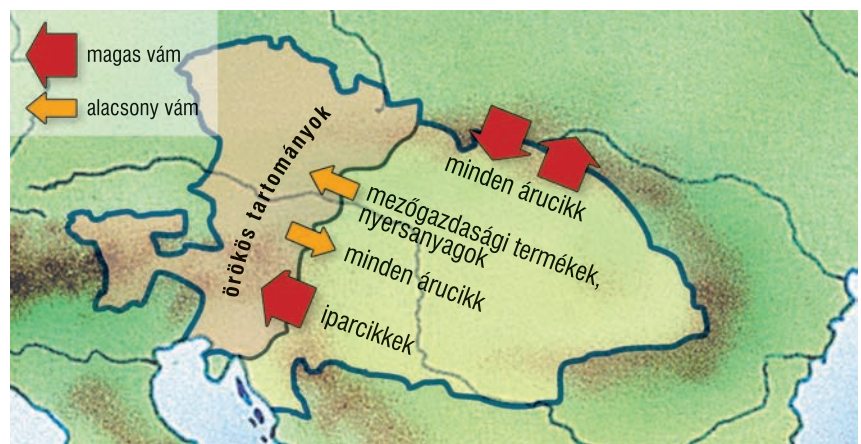 magas vám
alacsony vám
örökös tartományok
minden árucikk
mezőgazdasági termékek,
nyersanyagok
minden árucikk
iparcikkek